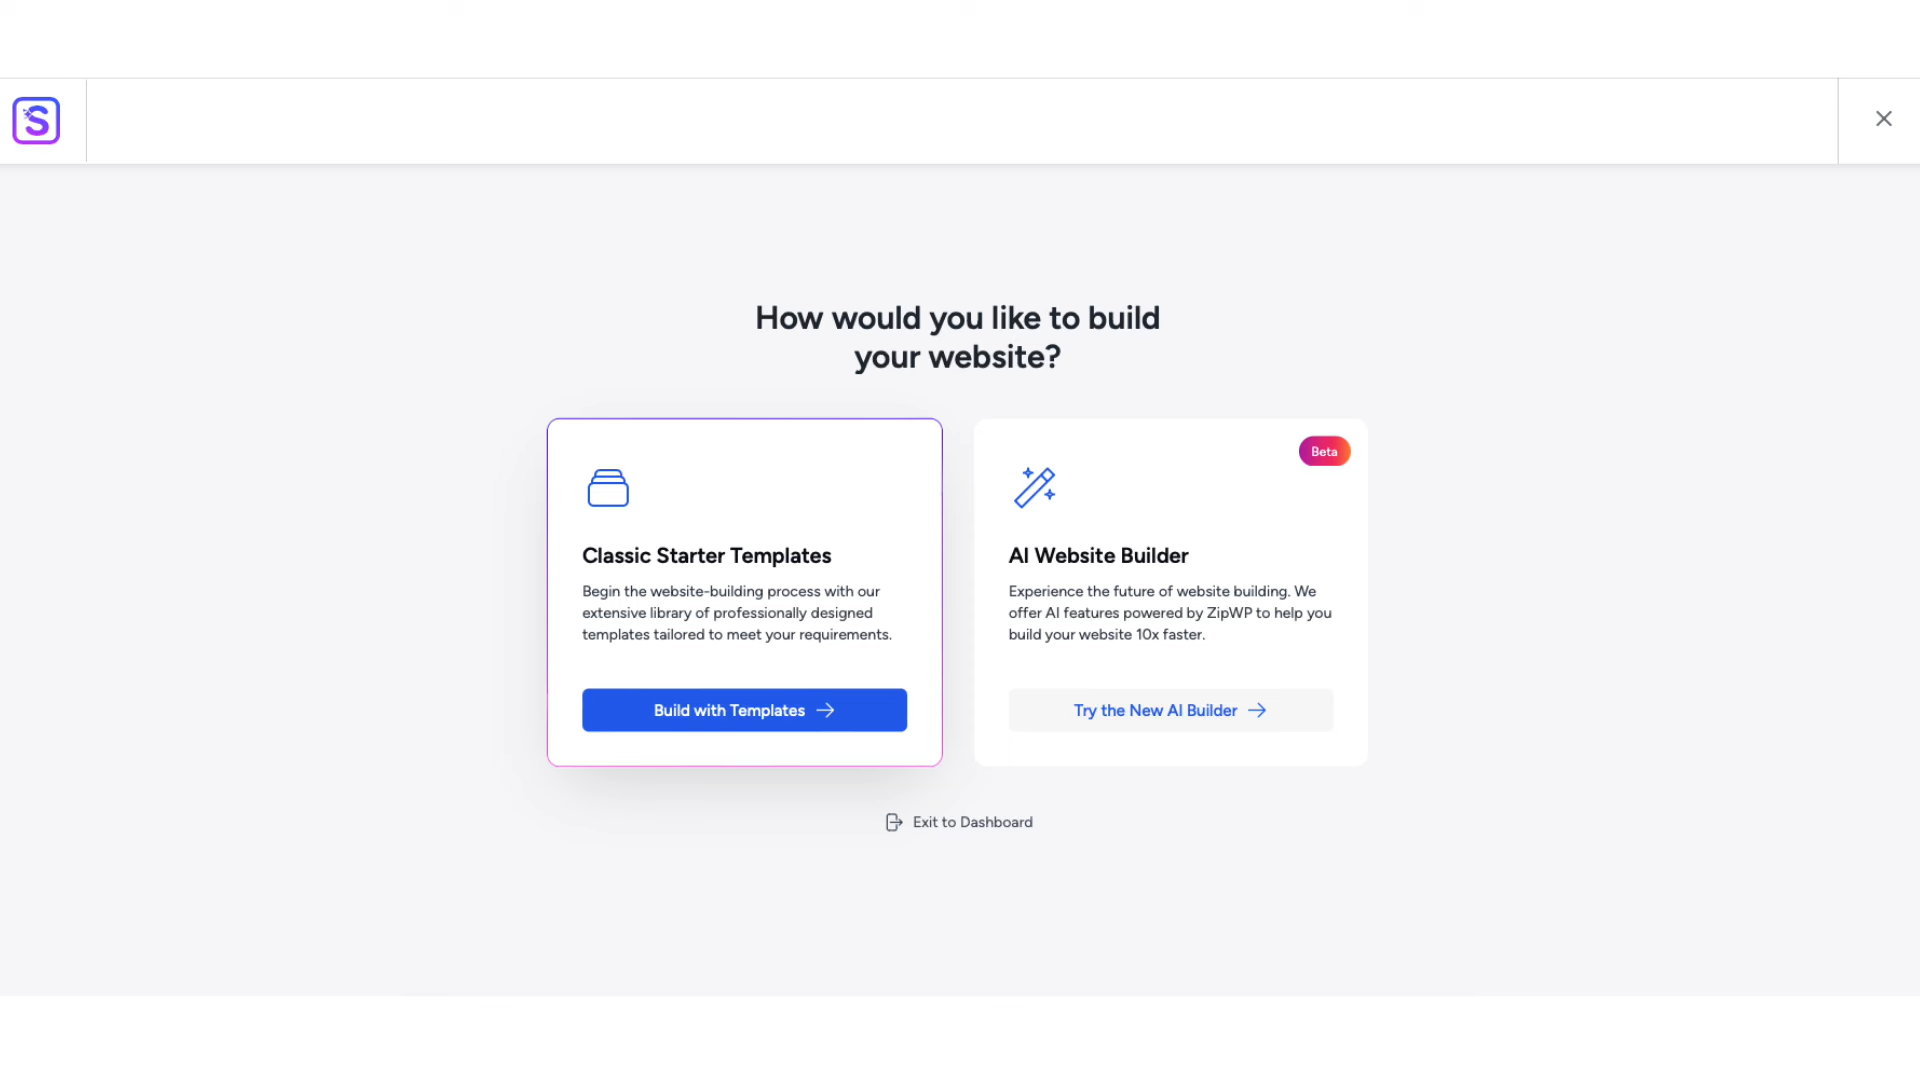 S
How would you like to build
your website?
Classic Starter Templates
Begin the website-building process with our
extensive library of professionally designed
templates tailored to meet your requirements.
Build with Templates
Beta
AI Website Builder
Experience the future of website building. We
offer AI features powered by ZipWP to help you
build your website 10x faster.
Try the New AI Builder
Exit to Dashboard